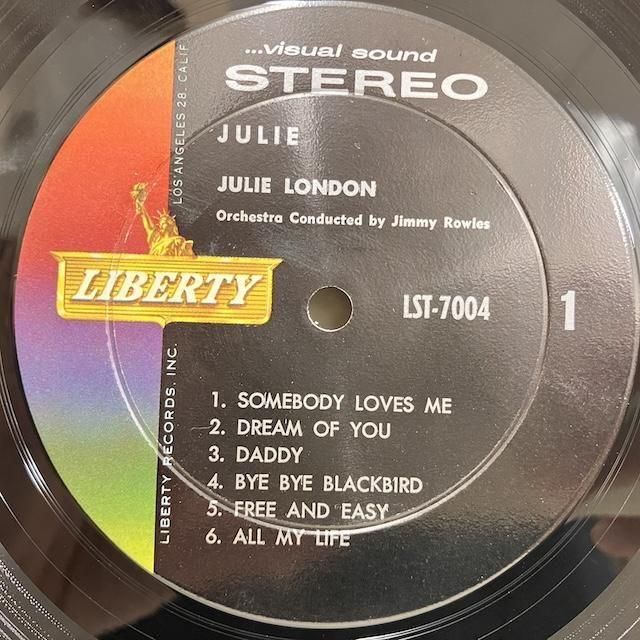 ...visual sound
STEREO
JULIE
JULIE LONDON
Orchestra Conducted by Jimmy Rowles
LIBERTY
LST-7004
1
1. SOMEBODY LOVES ME
2. DREAM OF YOU
3. DADDY
4. BYE BYE BLACKBIRD
5. FREE AND EASY
6. ALL MY LIFE
LIBERTY RECORDS, INC.
LOS ANGELES 28, CALIF.